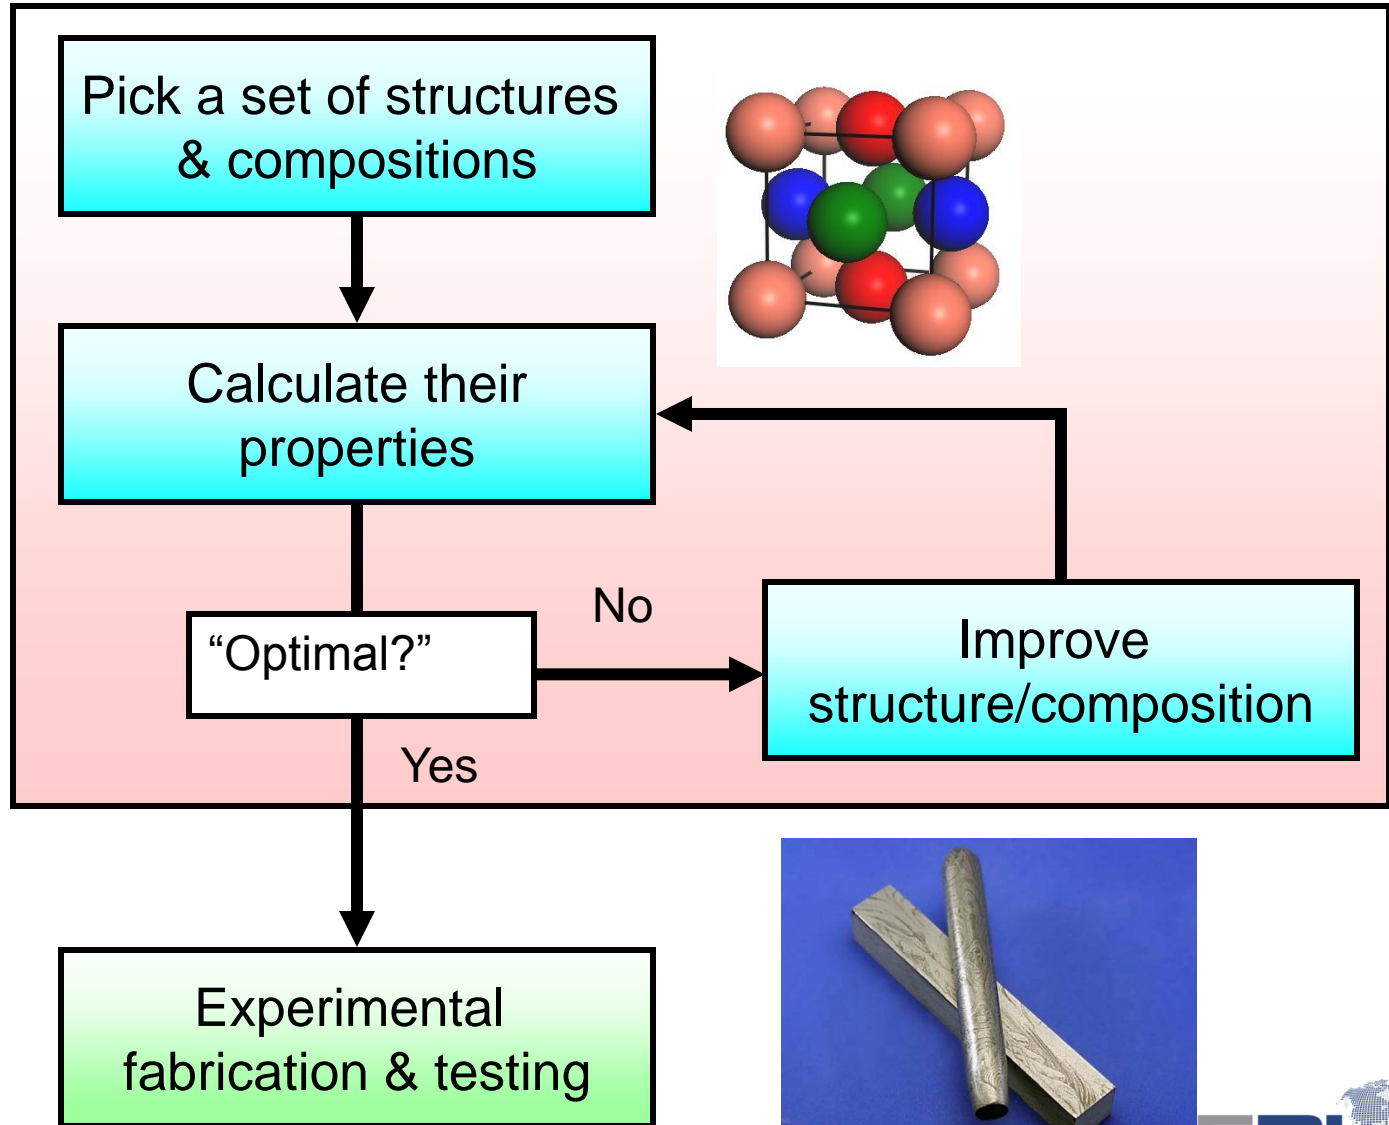 Pick a set of structures
& compositions
Calculate their
properties
No
“Optimal?”
Improve
structure/composition
Yes
Experimental
fabrication & testing